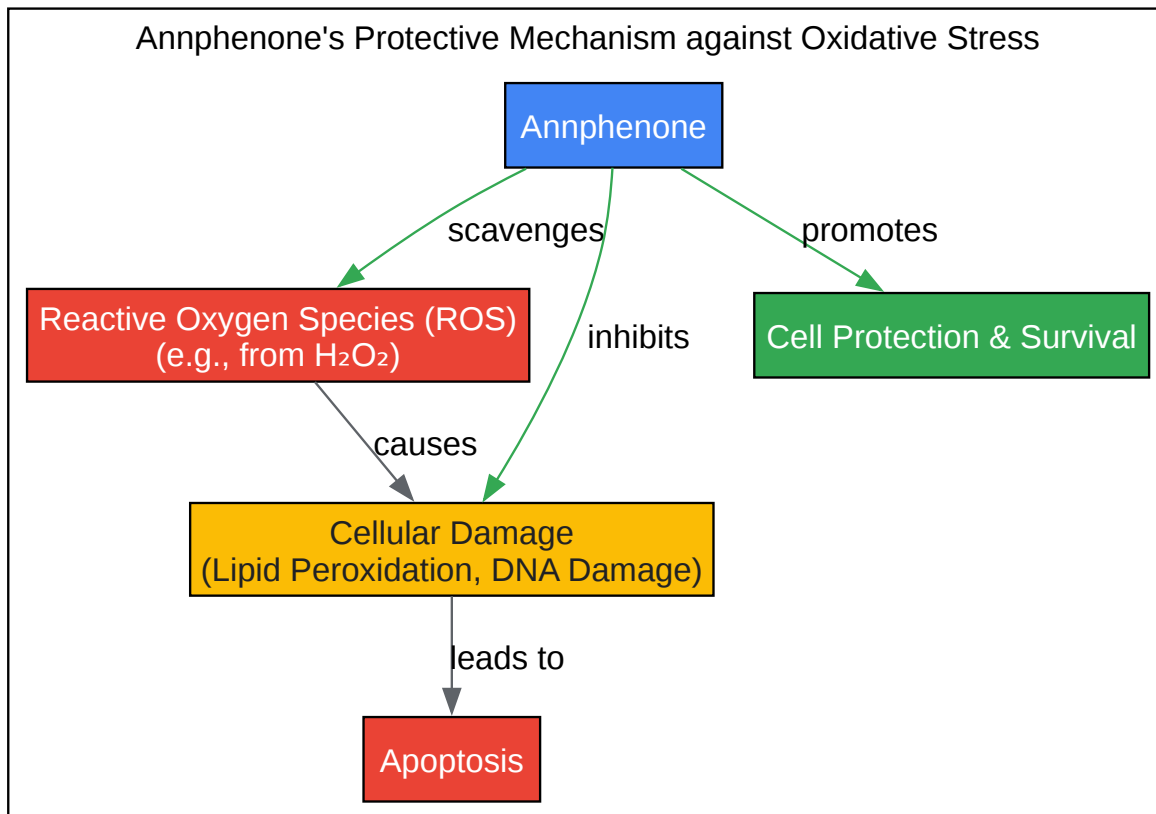 Annphenone's Protective Mechanism against Oxidative Stress
Annphenone
scavenges
promotes
Reactive Oxygen Species (ROS)
(e.g., from H₂O₂)
inhibits
Cell Protection & Survival
causes
Cellular Damage
(Lipid Peroxidation, DNA Damage)
leads to
Apoptosis